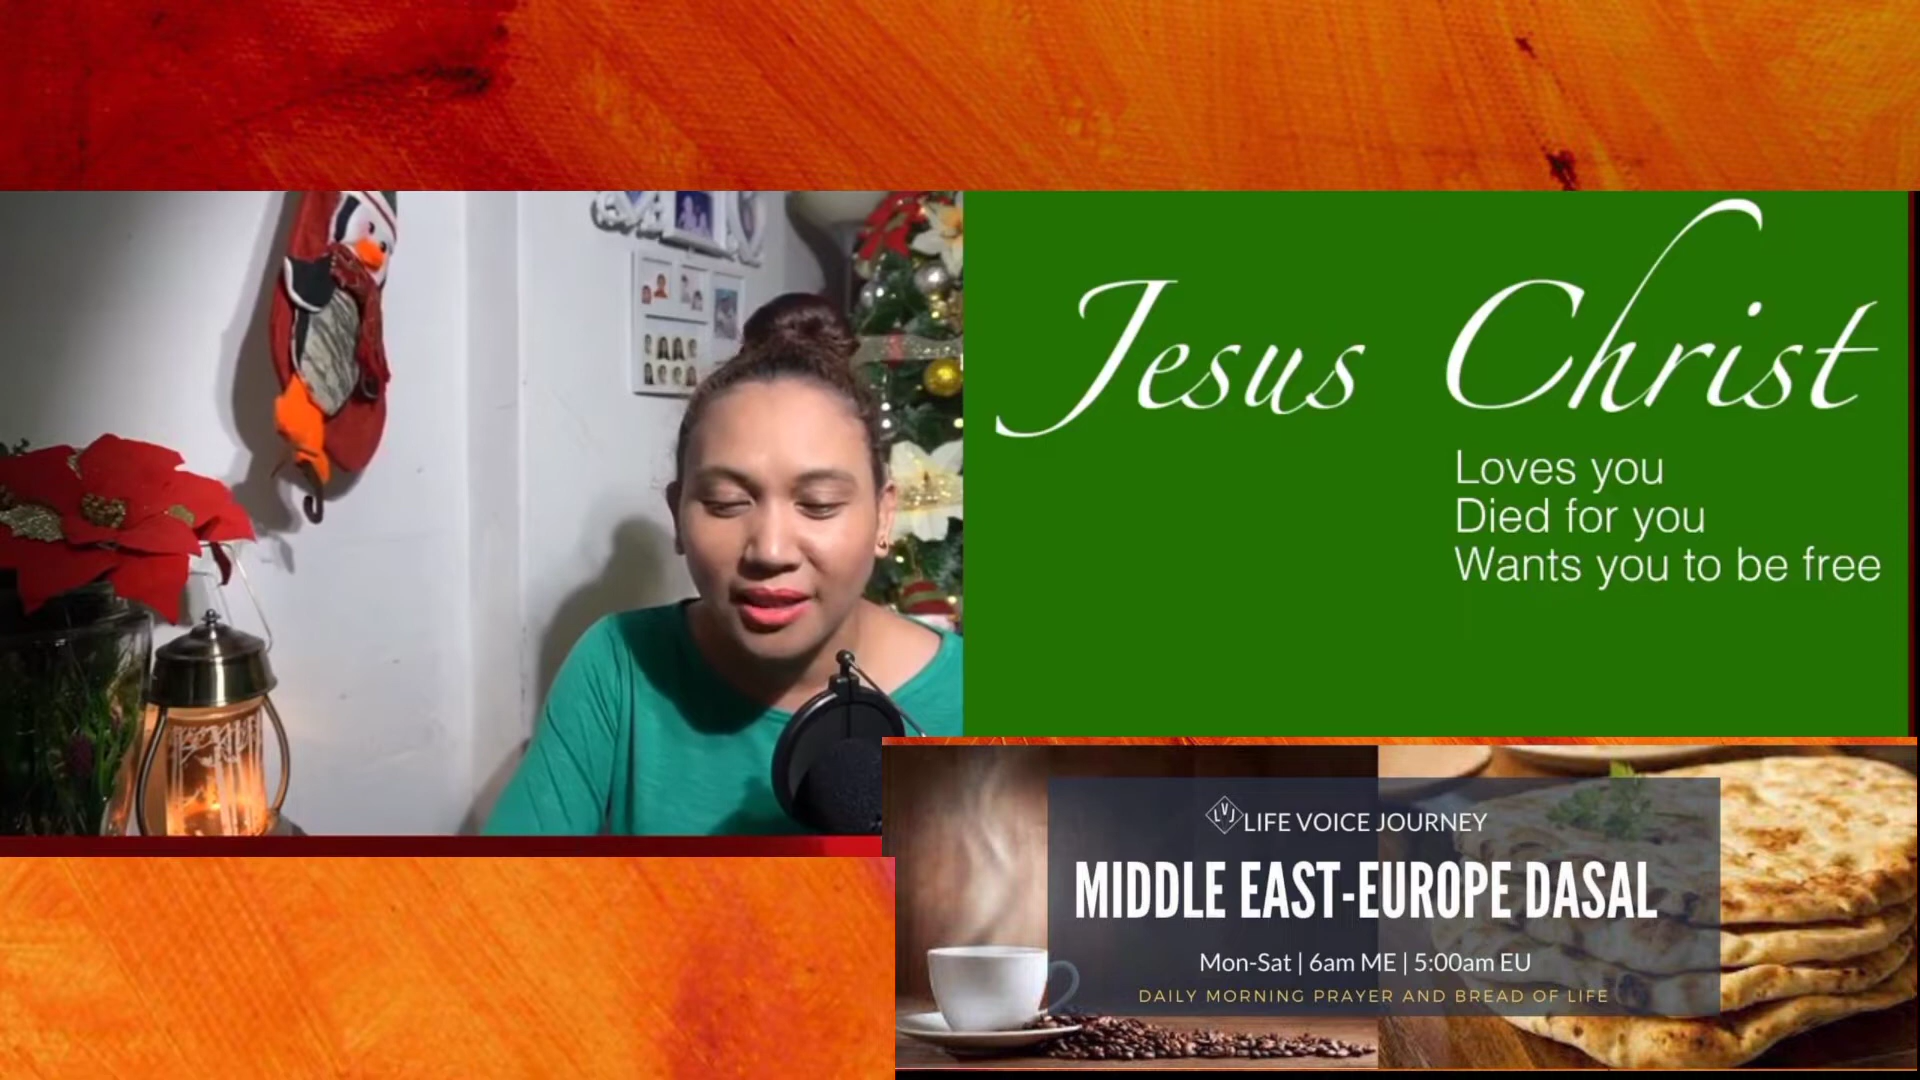 Jesus Christ
Loves you
Died for you
Wants you to be free
LVJ LIFE VOICE JOURNEY
MIDDLE EAST-EUROPE DASAL
Mon-Sat | 6am ME | 5:00am EU
DAILY MORNING PRAYER AND BREAD OF LIFE